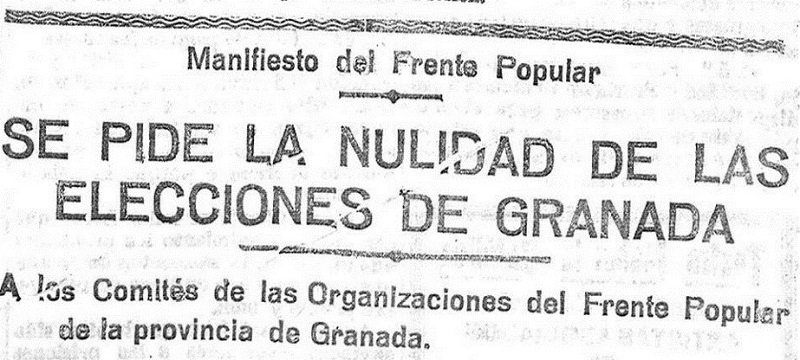 Manifiesto del Frente Popular
SE PIDE LA NULIDAD DE LAS
ELECCIONES DE GRANADA
A los Comités de las Organizaciones del Frente Popular
de la provincia de Granada.